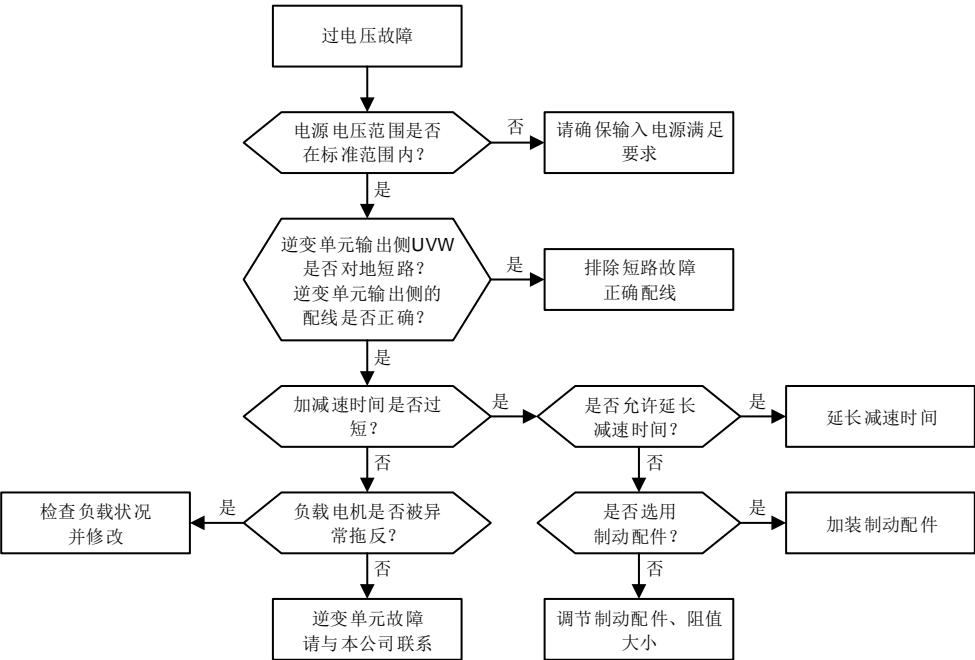 过电压故障
电源电压范围是否
在标准范围内？
否
请确保输入电源满足
要求
是
逆变单元输出侧UVW
是否对地短路？
逆变单元输出侧的
配线是否正确？
是
排除短路故障
正确配线
是
加减速时间是否过
短？
是
是否允许延长
减速时间？
是
延长减速时间
否
否
检查负载状况
并修改
是
负载电机是否被异
常拖反？
是否选用
制动配件？
是
加装制动配件
否
否
逆变单元故障
请与本公司联系
调节制动配件、阻值
大小